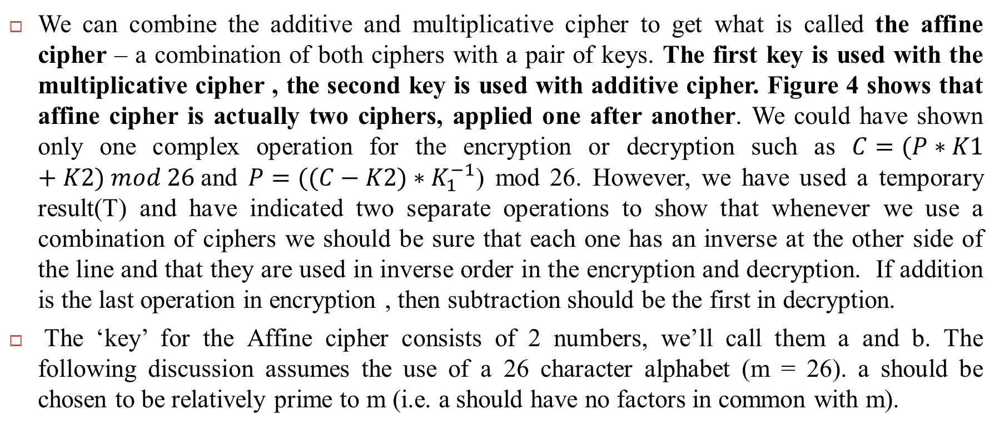 We can combine the additive and multiplicative cipher to get what is called the affine
cipher – a combination of both ciphers with a pair of keys. The first key is used with the
multiplicative cipher , the second key is used with additive cipher. Figure 4 shows that
affine cipher is actually two ciphers, applied one after another. We could have shown
only one complex operation for the encryption or decryption such as C = (P ∗ K1
+ K2) mod 26 and P = ((C − K2) ∗ K₁⁻¹) mod 26. However, we have used a temporary
result(T) and have indicated two separate operations to show that whenever we use a
combination of ciphers we should be sure that each one has an inverse at the other side of
the line and that they are used in inverse order in the encryption and decryption.  If addition
is the last operation in encryption , then subtraction should be the first in decryption.
The ‘key’ for the Affine cipher consists of 2 numbers, we’ll call them a and b. The
following discussion assumes the use of a 26 character alphabet (m = 26). a should be
chosen to be relatively prime to m (i.e. a should have no factors in common with m).